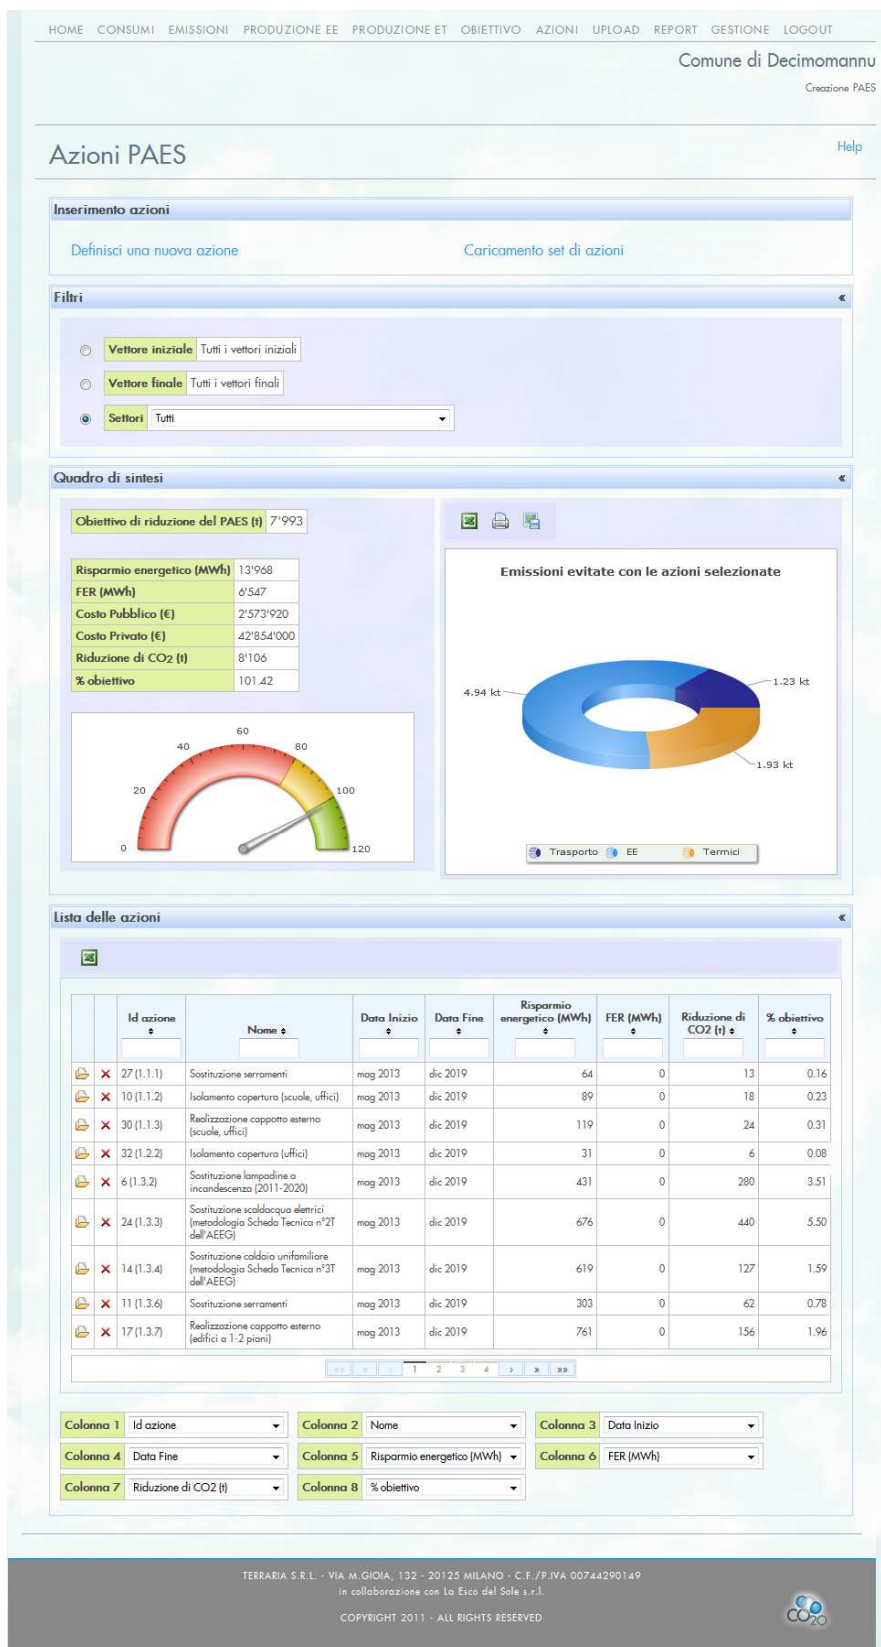 HOME CONSUMI EMISSIONI PRODUZIONE EE PRODUZIONE ET OBIETTIVO AZIONI UPLOAD REPORT GESTIONE LOGOUT
Comune di Decimomannu
Creazione PAES
Azioni PAES
Help
Inserimento azioni
Definisci una nuova azione Caricamento set di azioni
Filtri «
Vettore iniziale Tutti i vettori iniziali
Vettore finale Tutti i vettori finali
Settori Tutti
Quadro di sintesi «
Obiettivo di riduzione del PAES (t) 7'993
Risparmio energetico (MWh) 13'968
FER (MWh) 6'547
Costo Pubblico (€) 2'573'920
Costo Privato (€) 42'854'000
Riduzione di CO2 (t) 8'106
% obiettivo 101.42
0 20 40 60 80 100 120
Emissioni evitate con le azioni selezionate
4.94 kt
1.23 kt
1.93 kt
Trasporto EE Termici
Lista delle azioni «
Id azione Nome Data Inizio Data Fine Risparmio energetico (MWh) FER (MWh) Riduzione di CO2 (t) % obiettivo
27 (1.1.1) Sostituzione serramenti mag 2013 dic 2019 64 0 13 0.16
10 (1.1.2) Isolamento copertura (scuole, uffici) mag 2013 dic 2019 89 0 18 0.23
30 (1.1.3) Realizzazione cappotto esterno (scuole, uffici) mag 2013 dic 2019 119 0 24 0.31
32 (1.2.2) Isolamento copertura (uffici) mag 2013 dic 2019 31 0 6 0.08
6 (1.3.2) Sostituzione lampadine a incandescenza (2011-2020) mag 2013 dic 2019 431 0 280 3.51
24 (1.3.3) Sostituzione scaldacqua elettrici (metodologia Scheda Tecnica n°2T dell'AEEG) mag 2013 dic 2019 676 0 440 5.50
14 (1.3.4) Sostituzione caldaia unifamiliare (metodologia Scheda Tecnica n°3T dell'AEEG) mag 2013 dic 2019 619 0 127 1.59
11 (1.3.6) Sostituzione serramenti mag 2013 dic 2019 303 0 62 0.78
17 (1.3.7) Realizzazione cappotto esterno (edifici a 1-2 piani) mag 2013 dic 2019 761 0 156 1.96
«« « ‹ 1 2 3 4 › » »»
Colonna 1 Id azione Colonna 2 Nome Colonna 3 Data Inizio
Colonna 4 Data Fine Colonna 5 Risparmio energetico (MWh) Colonna 6 FER (MWh)
Colonna 7 Riduzione di CO2 (t) Colonna 8 % obiettivo
TERRARIA S.R.L. - VIA M.GIOIA, 132 - 20125 MILANO - C.F./P.IVA 00744290149
in collaborazione con La Esco del Sole s.r.l.
COPYRIGHT 2011 - ALL RIGHTS RESERVED
CO20